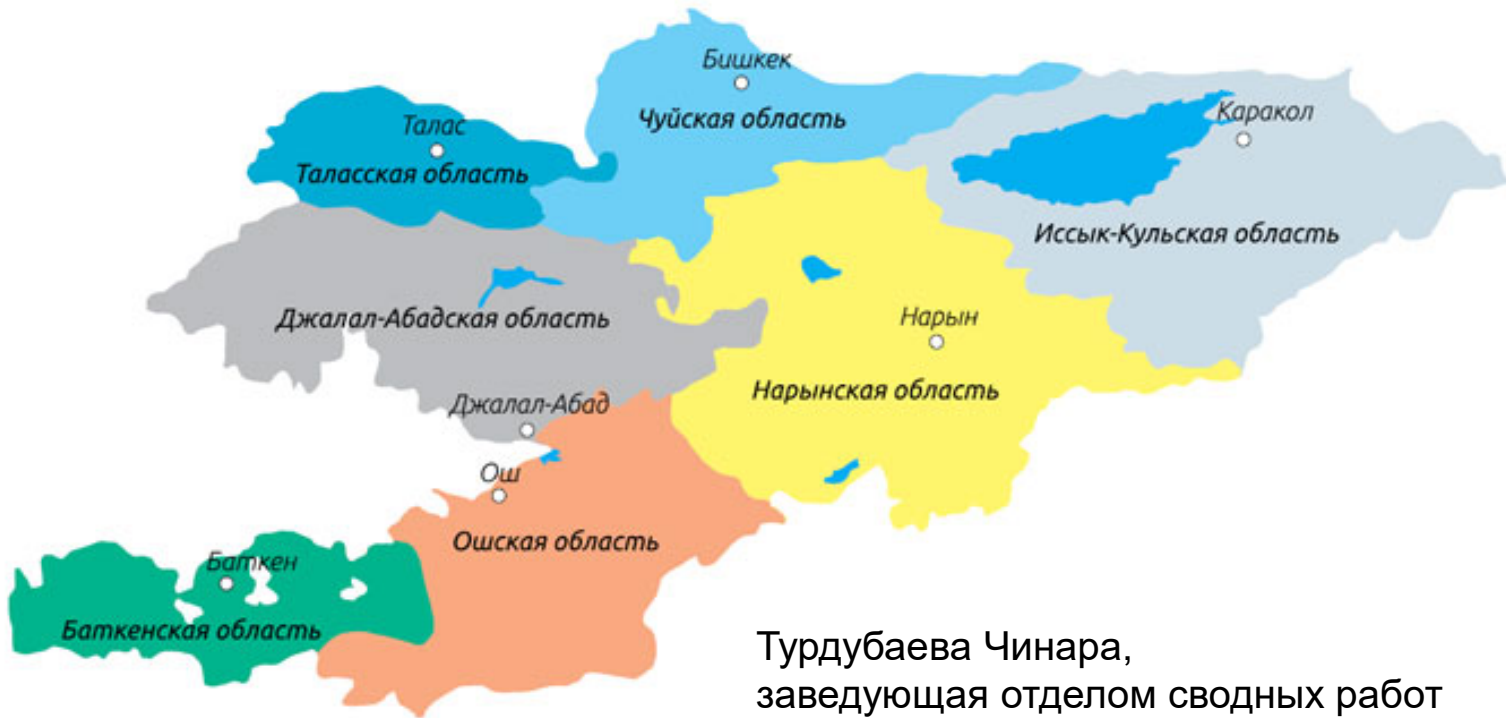 Бишкек
Чуйская область
Талас
Таласская область
Каракол
Иссык-Кульская область
Джалал-Абадская область
Нарын
Нарынская область
Джалал-Абад
Ош
Ошская область
Баткен
Баткенская область
Турдубаева Чинара,
заведующая отделом сводных работ